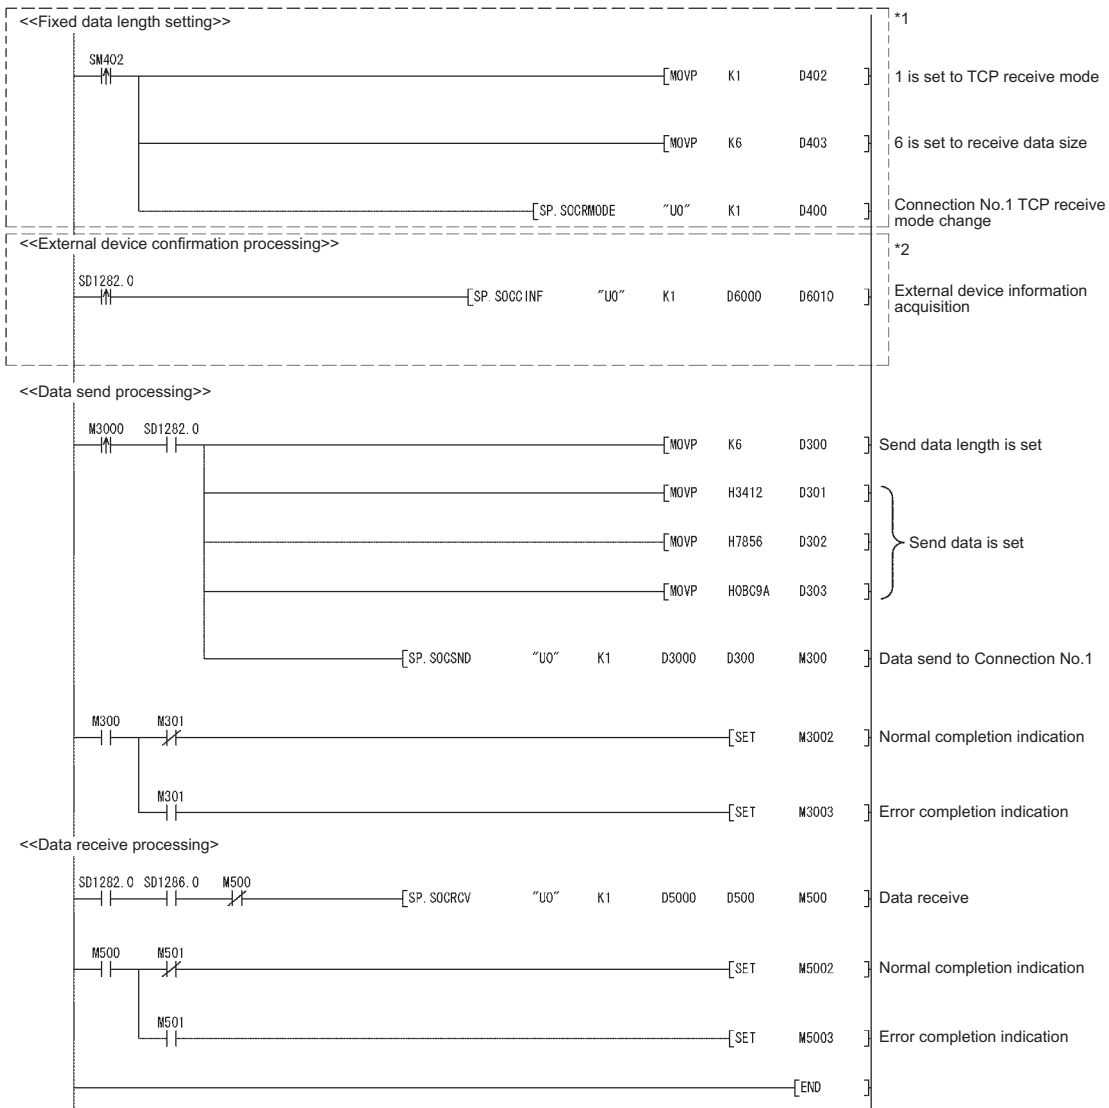 <<Fixed data length setting>>
*1
SM402
MOVP K1 D402
1 is set to TCP receive mode
MOVP K6 D403
6 is set to receive data size
SP.SOCRMODE "U0" K1 D400
Connection No.1 TCP receive
mode change
<<External device confirmation processing>>
*2
SD1282.0
SP.SOCCINF "U0" K1 D6000 D6010
External device information
acquisition
<<Data send processing>>
M3000 SD1282.0
MOVP K6 D300
Send data length is set
MOVP H3412 D301
MOVP H7856 D302
Send data is set
MOVP H0BC9A D303
SP.SOCSND "U0" K1 D3000 D300 M300
Data send to Connection No.1
M300 M301
SET M3002
Normal completion indication
M301
SET M3003
Error completion indication
<<Data receive processing>
SD1282.0 SD1286.0 M500
SP.SOCRCV "U0" K1 D5000 D500 M500
Data receive
M500 M501
SET M5002
Normal completion indication
M501
SET M5003
Error completion indication
END